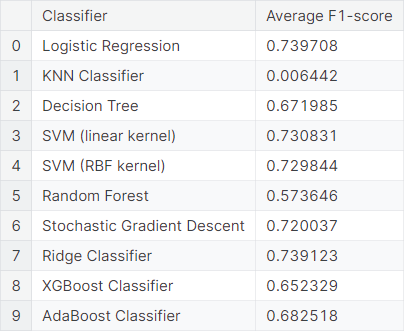 Classifier Average F1-score
0 Logistic Regression 0.739708
1 KNN Classifier 0.006442
2 Decision Tree 0.671985
3 SVM (linear kernel) 0.730831
4 SVM (RBF kernel) 0.729844
5 Random Forest 0.573646
6 Stochastic Gradient Descent 0.720037
7 Ridge Classifier 0.739123
8 XGBoost Classifier 0.652329
9 AdaBoost Classifier 0.682518